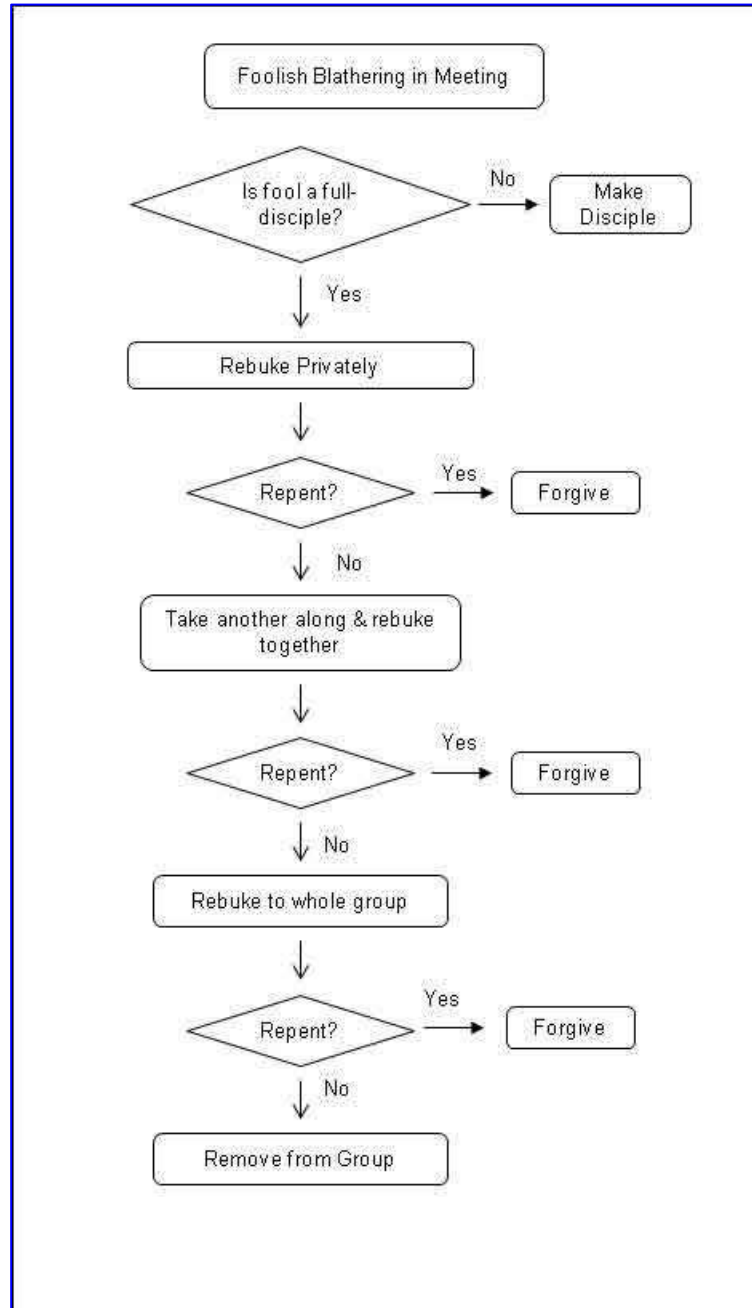 Foolish Blathering in Meeting
Is fool a full-
disciple?
No
Make
Disciple
Yes
Rebuke Privately
Repent?
Yes
Forgive
No
Take another along & rebuke
together
Repent?
Yes
Forgive
No
Rebuke to whole group
Repent?
Yes
Forgive
No
Remove from Group